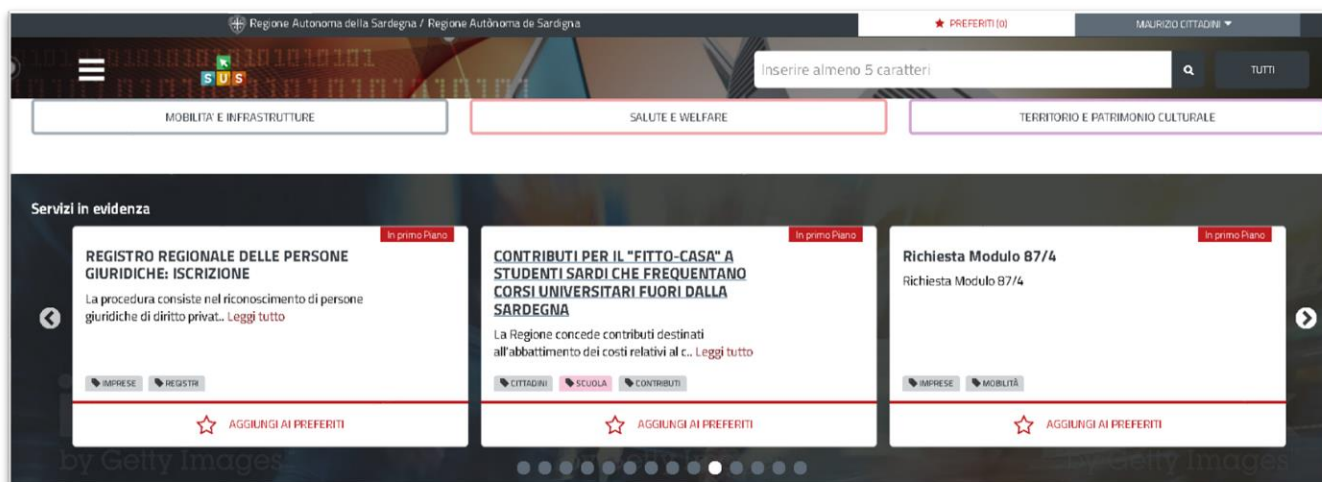 Regione Autonoma della Sardegna / Regione Autònoma de Sardigna
PREFERITI (0)
MAURIZIO CITTADINI
SUS
Inserire almeno 5 caratteri
TUTTI
MOBILITA' E INFRASTRUTTURE
SALUTE E WELFARE
TERRITORIO E PATRIMONIO CULTURALE
Servizi in evidenza
In primo Piano
REGISTRO REGIONALE DELLE PERSONE
GIURIDICHE: ISCRIZIONE
La procedura consiste nel riconoscimento di persone
giuridiche di diritto privat.. Leggi tutto
IMPRESE REGISTRI
AGGIUNGI AI PREFERITI
In primo Piano
CONTRIBUTI PER IL "FITTO-CASA" A
STUDENTI SARDI CHE FREQUENTANO
CORSI UNIVERSITARI FUORI DALLA
SARDEGNA
La Regione concede contributi destinati
all'abbattimento dei costi relativi al c.. Leggi tutto
CITTADINI SCUOLA CONTRIBUTI
AGGIUNGI AI PREFERITI
In primo Piano
Richiesta Modulo 87/4
Richiesta Modulo 87/4
IMPRESE MOBILITÀ
AGGIUNGI AI PREFERITI
by Getty Images